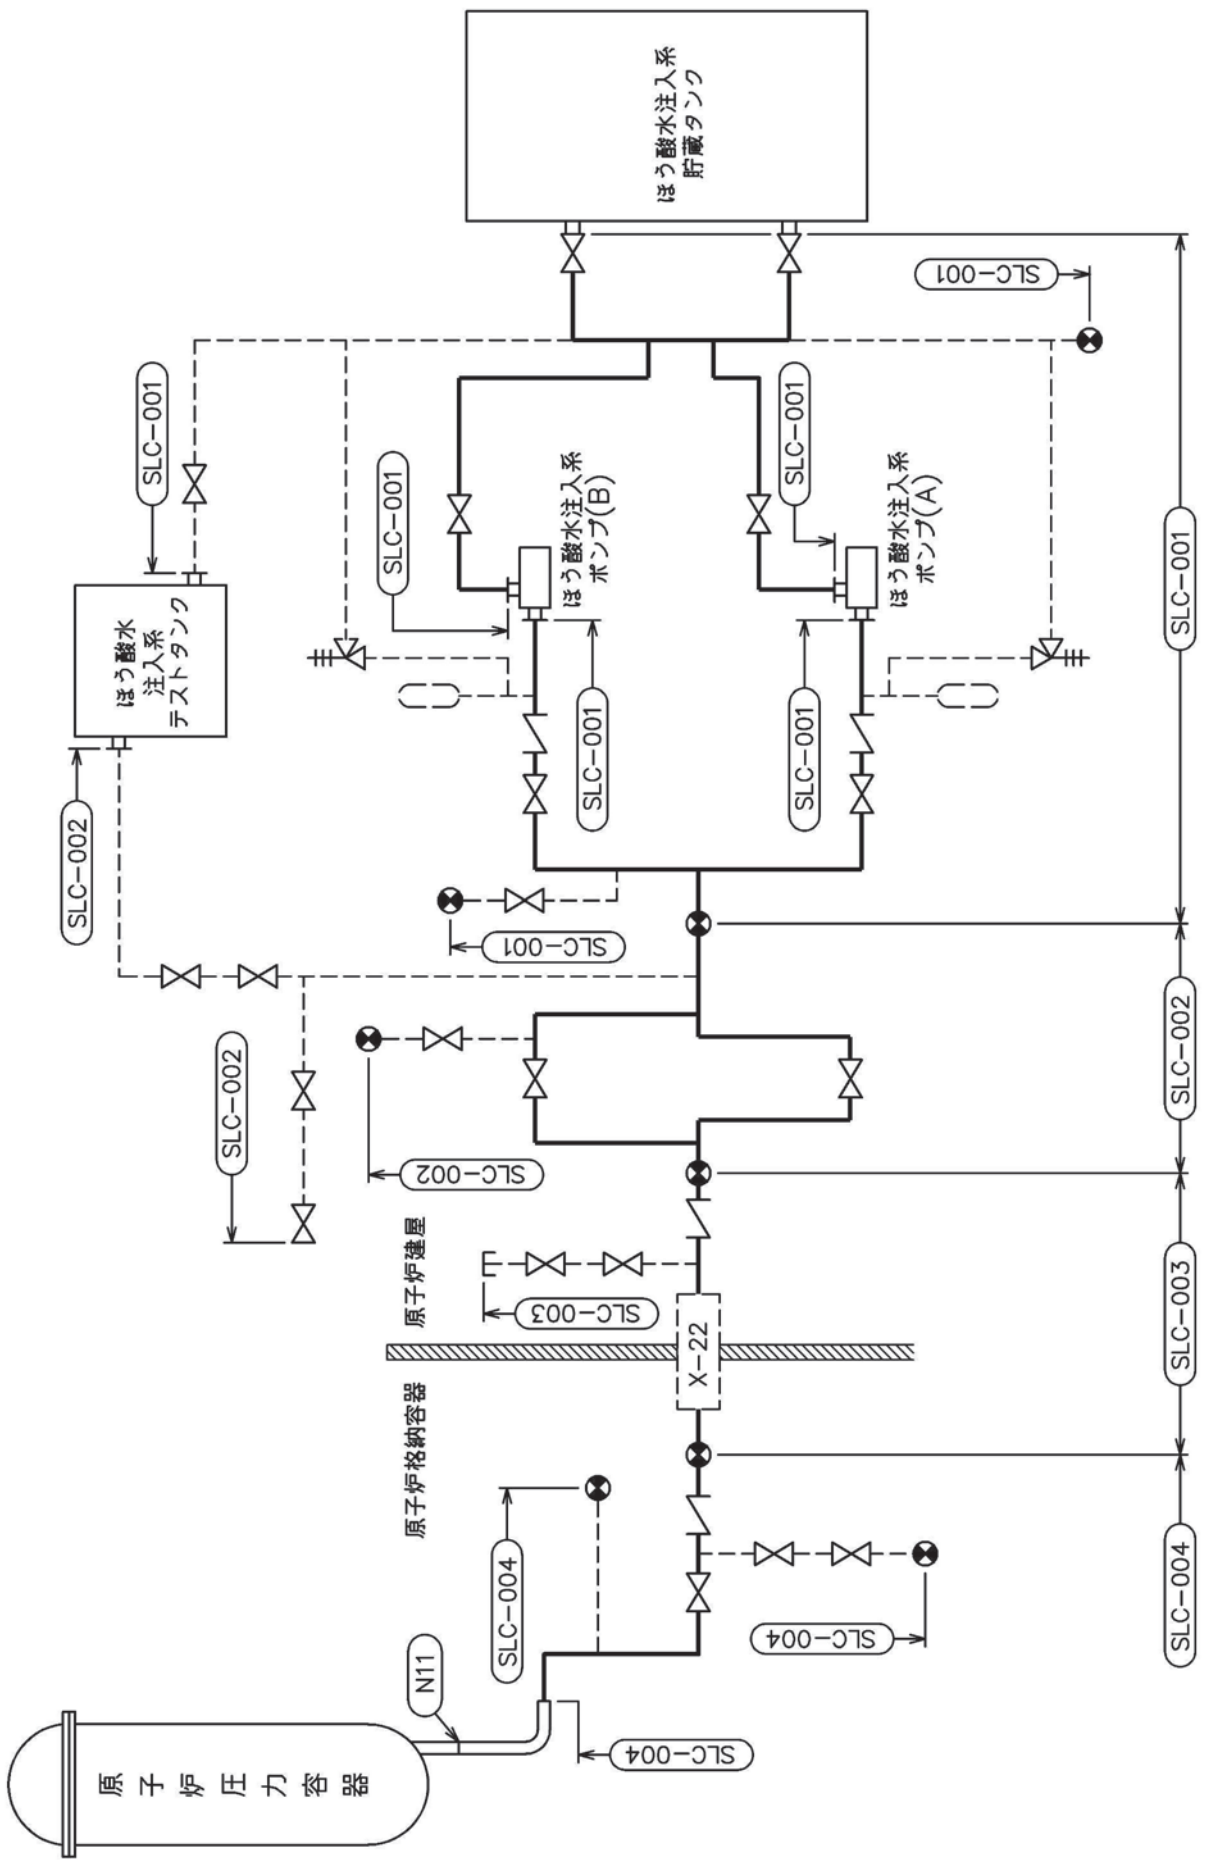 ほう酸水注入系
貯蔵タンク
SLC-001
SLC-001
SLC-001
SLC-001
ほう酸水注入系
ポンプ(B)
ほう酸水注入系
ポンプ(A)
SLC-001
ほう酸水
注入系
テストタンク
SLC-001
SLC-001
SLC-002
SLC-001
SLC-002
SLC-002
SLC-002
原子炉建屋
SLC-003
X-22
SLC-003
原子炉格納容器
SLC-004
SLC-004
SLC-004
N11
SLC-004
原子炉圧力容器